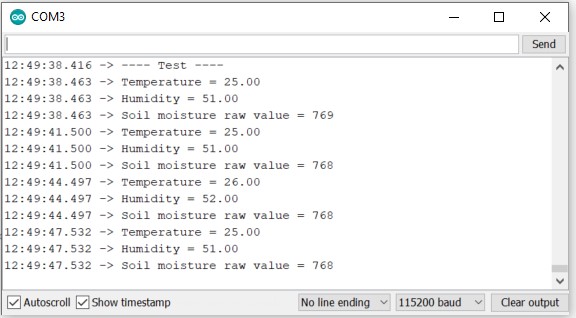 COM3
Send
12:49:38.416 -> ---- Test ----
12:49:38.463 -> Temperature = 25.00
12:49:38.463 -> Humidity = 51.00
12:49:38.463 -> Soil moisture raw value = 769
12:49:41.500 -> Temperature = 25.00
12:49:41.500 -> Humidity = 51.00
12:49:41.500 -> Soil moisture raw value = 768
12:49:44.497 -> Temperature = 26.00
12:49:44.497 -> Humidity = 52.00
12:49:44.497 -> Soil moisture raw value = 768
12:49:47.532 -> Temperature = 25.00
12:49:47.532 -> Humidity = 51.00
12:49:47.532 -> Soil moisture raw value = 768
Autoscroll Show timestamp No line ending 115200 baud Clear output